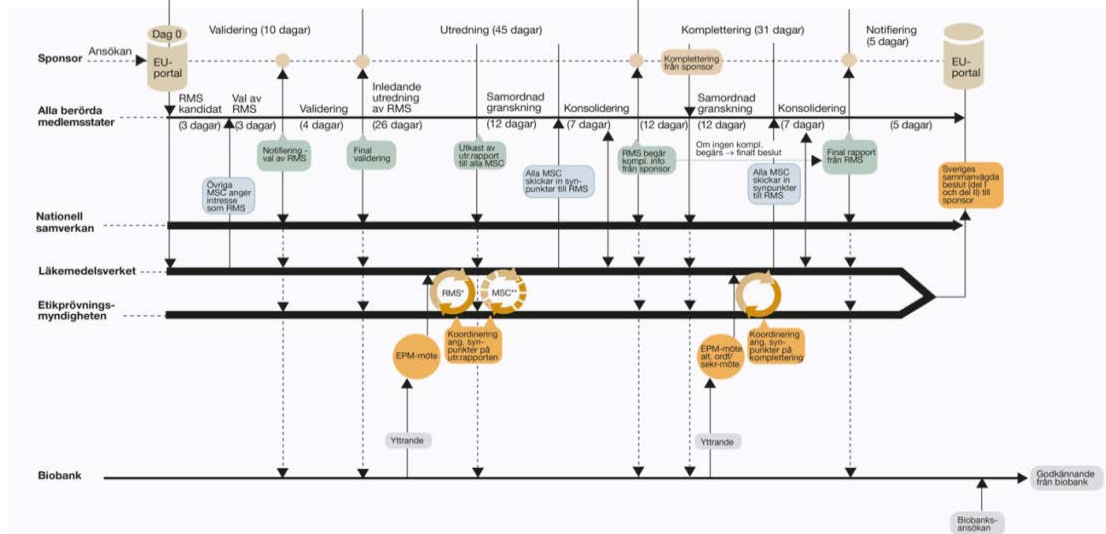 Dag 0
Validering (10 dagar)
Utredning (45 dagar)
Komplettering (31 dagar)
Notifiering
(5 dagar)
Sponsor
Ansökan
EU-
portal
Komplettering
från sponsor
EU-
portal
Alla berörda
medlemsstater
RMS
kandidat
(3 dagar)
Val av
RMS
(3 dagar)
Validering
(4 dagar)
Inledande
utredning
av RMS
(26 dagar)
Samordnad
granskning
(12 dagar)
Konsolidering
(7 dagar)
(12 dagar)
Samordnad
granskning
(12 dagar)
Konsolidering
(7 dagar)
(5 dagar)
Notifiering -
val av RMS
Final
validering
Utkast av
utr.rapport
till alla MSC
RMS begär
kompl. info
från sponsor
Om ingen kompl.
begärs → finalt beslut
Final rapport
från RMS
Övriga
MSC anger
intresse
som RMS
Alla MSC
skickar in syn-
punkter till RMS
Alla MSC
skickar in
synpunkter
till RMS
Sveriges
sammanvägda
beslut (del I
och del II) till
sponsor
Nationell
samverkan
Läkemedelsverket
Etikprövnings-
myndigheten
RMS*
MSC**
EPM-möte
Koordinering
ang. syn-
punkter på
utr.rapporten
EPM-möte
alt. ordf/
sekr-möte
Koordinering
ang. syn-
punkter på
komplettering
Yttrande
Yttrande
Biobank
Godkännande
från biobank
Biobanks-
ansökan